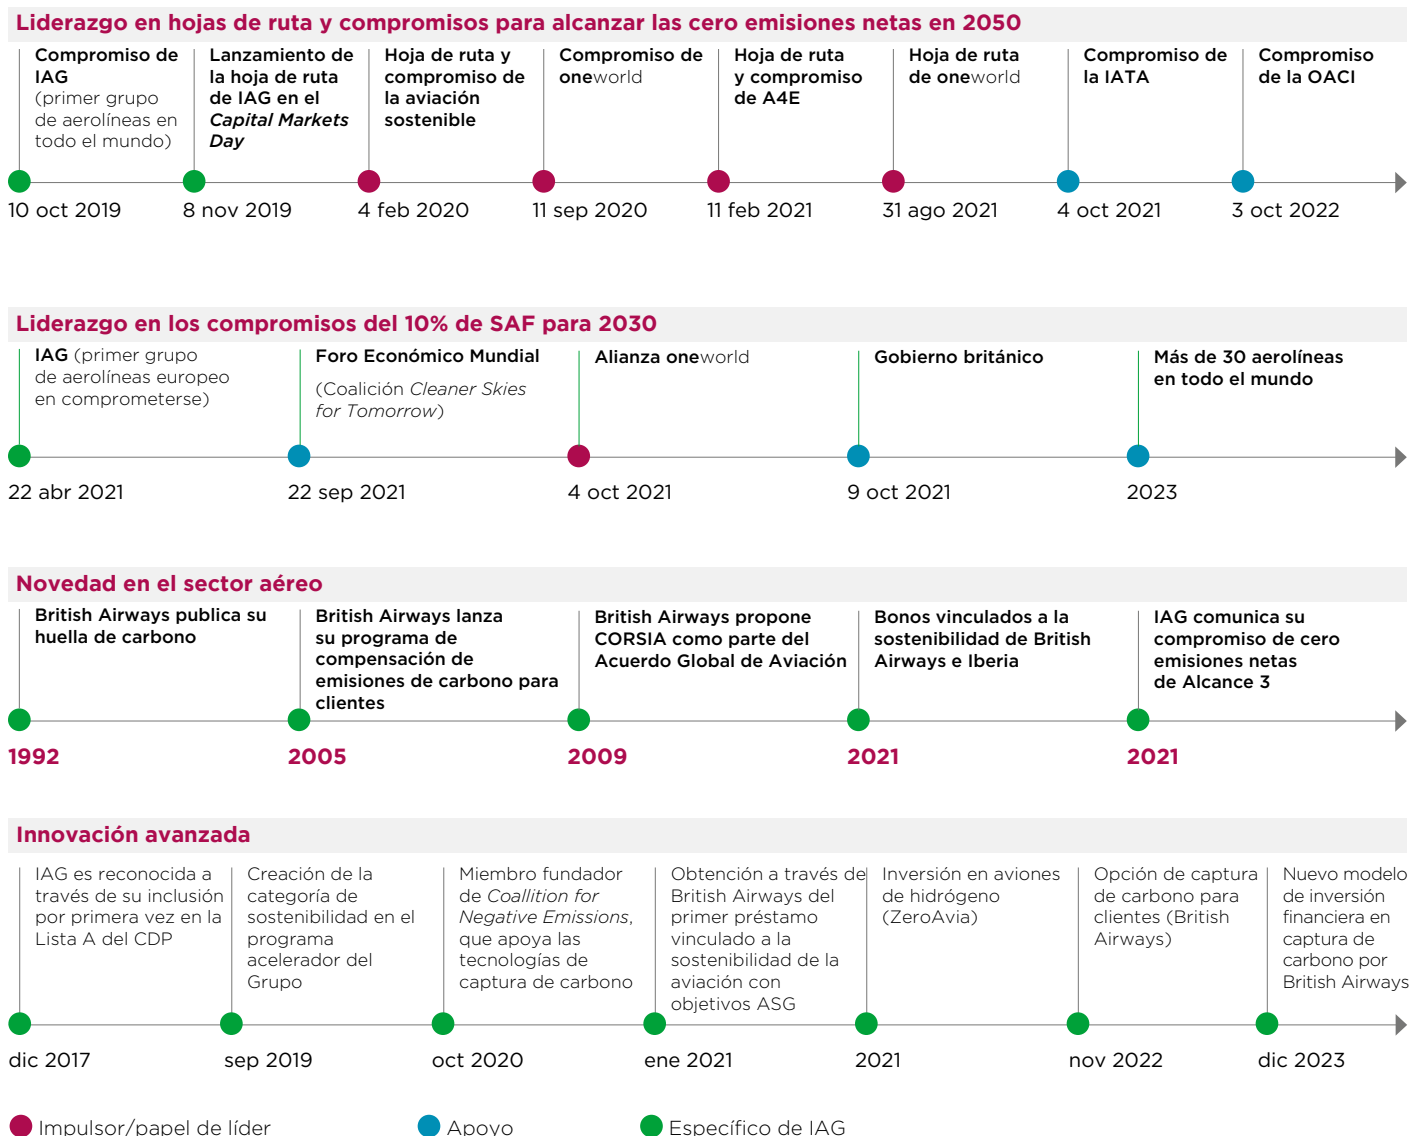 Liderazgo en hojas de ruta y compromisos para alcanzar las cero emisiones netas en 2050
Compromiso de
IAG
(primer grupo
de aerolíneas en
todo el mundo)
10 oct 2019
Lanzamiento de
la hoja de ruta
de IAG en el
Capital Markets
Day
8 nov 2019
Hoja de ruta y
compromiso de
la aviación
sostenible
4 feb 2020
Compromiso de
oneworld
11 sep 2020
Hoja de ruta
y compromiso
de A4E
11 feb 2021
Hoja de ruta
de oneworld
31 ago 2021
Compromiso de
la IATA
4 oct 2021
Compromiso
de la OACI
3 oct 2022
Liderazgo en los compromisos del 10% de SAF para 2030
IAG (primer grupo
de aerolíneas europeo
en comprometerse)
22 abr 2021
Foro Económico Mundial
(Coalición Cleaner Skies
for Tomorrow)
22 sep 2021
Alianza oneworld
4 oct 2021
Gobierno británico
9 oct 2021
Más de 30 aerolíneas
en todo el mundo
2023
Novedad en el sector aéreo
British Airways publica su
huella de carbono
1992
British Airways lanza
su programa de
compensación de
emisiones de carbono para
clientes
2005
British Airways propone
CORSIA como parte del
Acuerdo Global de Aviación
2009
Bonos vinculados a la
sostenibilidad de British
Airways e Iberia
2021
IAG comunica su
compromiso de cero
emisiones netas
de Alcance 3
2021
Innovación avanzada
IAG es reconocida a
través de su inclusión
por primera vez en la
Lista A del CDP
dic 2017
Creación de la
categoría de
sostenibilidad en el
programa
acelerador del
Grupo
sep 2019
Miembro fundador
de Coallition for
Negative Emissions,
que apoya las
tecnologías de
captura de carbono
oct 2020
Obtención a través de
British Airways del
primer préstamo
vinculado a la
sostenibilidad de la
aviación con
objetivos ASG
ene 2021
Inversión en aviones
de hidrógeno
(ZeroAvia)
2021
Opción de captura
de carbono para
clientes (British
Airways)
nov 2022
Nuevo modelo
de inversión
financiera en
captura de
carbono por
British Airways
dic 2023
Impulsor/papel de líder
Apoyo
Específico de IAG